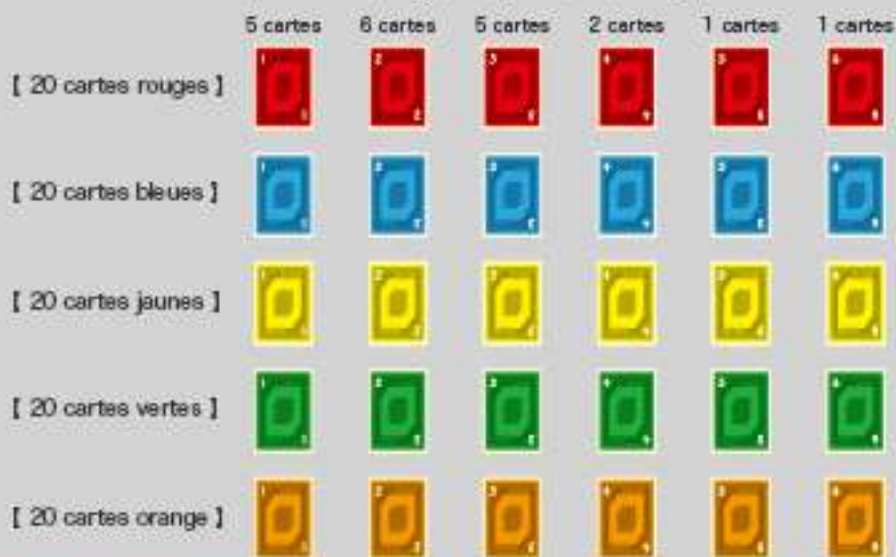 5 cartes 6 cartes 5 cartes 2 cartes 1 cartes 1 cartes
[ 20 cartes rouges ]
[ 20 cartes bleues ]
[ 20 cartes jaunes ]
[ 20 cartes vertes ]
[ 20 cartes orange ]